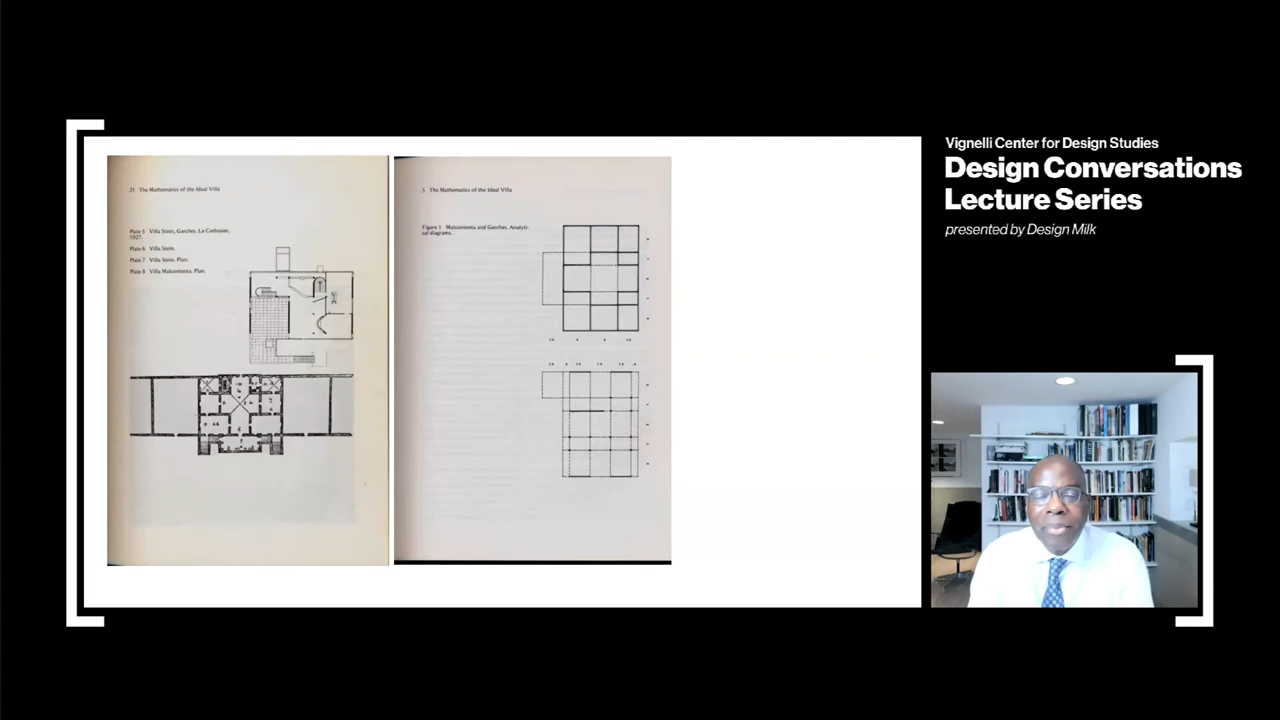 Vignelli Center for Design Studies
Design Conversations
Lecture Series
presented by Design Milk
21 The Mathematics of the Ideal Villa
Plate 5 Villa Stein, Garches. Le Corbusier,
1927.
Plate 6 Villa Stein.
Plate 7 Villa Stein, Plan.
Plate 8 Villa Malcontenta, Plan.
5 The Mathematics of the Ideal Villa
Figure 1 Malcontenta and Garches. Analyti-
cal diagrams.